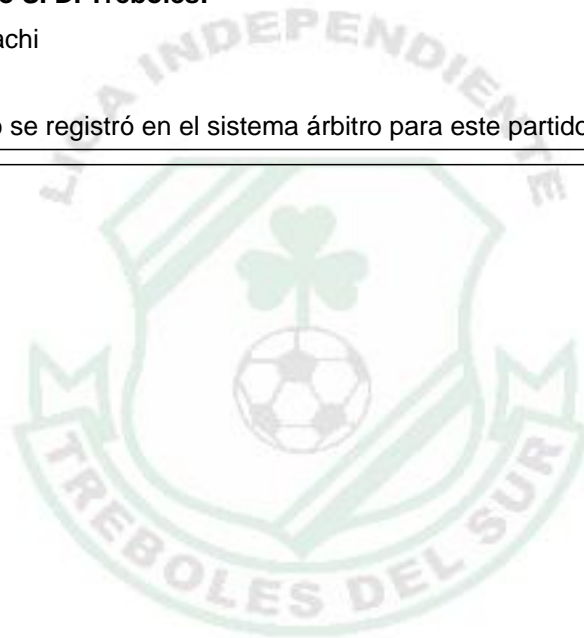 S. D. Treboles:
achi
LIGA INDEPENDIENTE
se registró en el sistema árbitro para este partido
TREBOLES DEL SUR